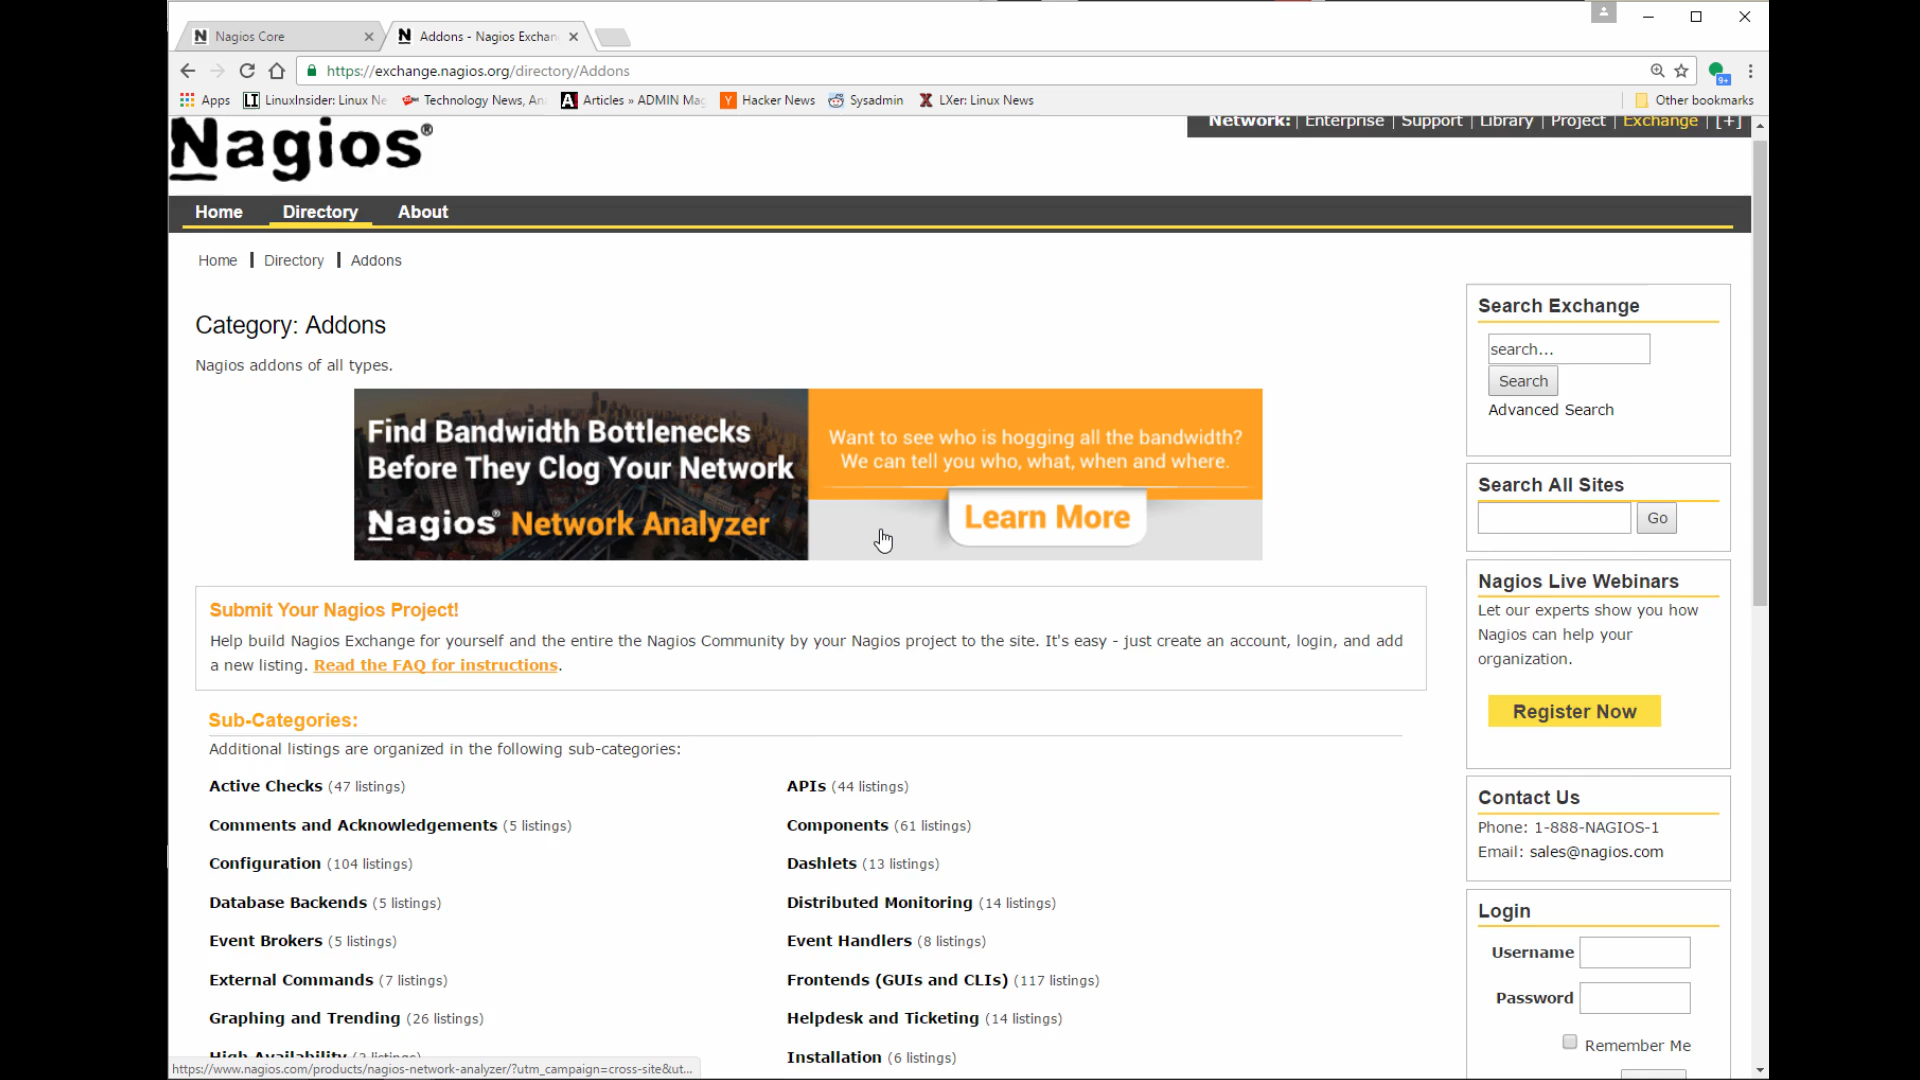 Nagios Core
Addons - Nagios Exchan
https://exchange.nagios.org/directory/Addons
9+
Apps
LinuxInsider: Linux Ne
Technology News, An
Articles » ADMIN Mag
Hacker News
Sysadmin
LXer: Linux News
Other bookmarks
Nagios®
Network: | Enterprise | Support | Library | Project | Exchange | [+]
Home Directory About
Home | Directory | Addons
Category: Addons
Nagios addons of all types.
Find Bandwidth Bottlenecks
Before They Clog Your Network
Nagios® Network Analyzer
Want to see who is hogging all the bandwidth?
We can tell you who, what, when and where.
Learn More
Submit Your Nagios Project!
Help build Nagios Exchange for yourself and the entire the Nagios Community by your Nagios project to the site. It's easy - just create an account, login, and add
a new listing. Read the FAQ for instructions.
Sub-Categories:
Additional listings are organized in the following sub-categories:
Active Checks (47 listings)
APIs (44 listings)
Comments and Acknowledgements (5 listings)
Components (61 listings)
Configuration (104 listings)
Dashlets (13 listings)
Database Backends (5 listings)
Distributed Monitoring (14 listings)
Event Brokers (5 listings)
Event Handlers (8 listings)
External Commands (7 listings)
Frontends (GUIs and CLIs) (117 listings)
Graphing and Trending (26 listings)
Helpdesk and Ticketing (14 listings)
High Availability
Installation (6 listings)
https://www.nagios.com/products/nagios-network-analyzer/?utm_campaign=cross-site&ut...
Search Exchange
search...
Search
Advanced Search
Search All Sites
Go
Nagios Live Webinars
Let our experts show you how
Nagios can help your
organization.
Register Now
Contact Us
Phone: 1-888-NAGIOS-1
Email: sales@nagios.com
Login
Username
Password
Remember Me